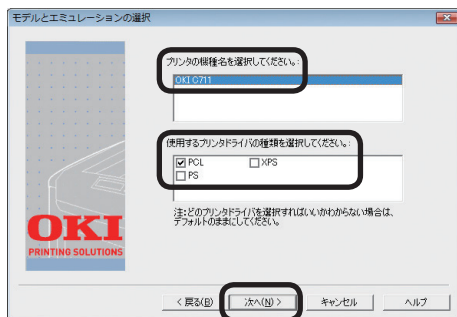 モデルとエミュレーションの選択
プリンタの機種名を選択してください。:
OKI C711
使用するプリンタドライバの種類を選択してください。:
PCL XPS
PS
注:どのプリンタドライバを選択すればいいかわからない場合は、
デフォルトのままにしてください。
OKI
PRINTING SOLUTIONS
< 戻る(B) 次へ(N) > キャンセル ヘルプ